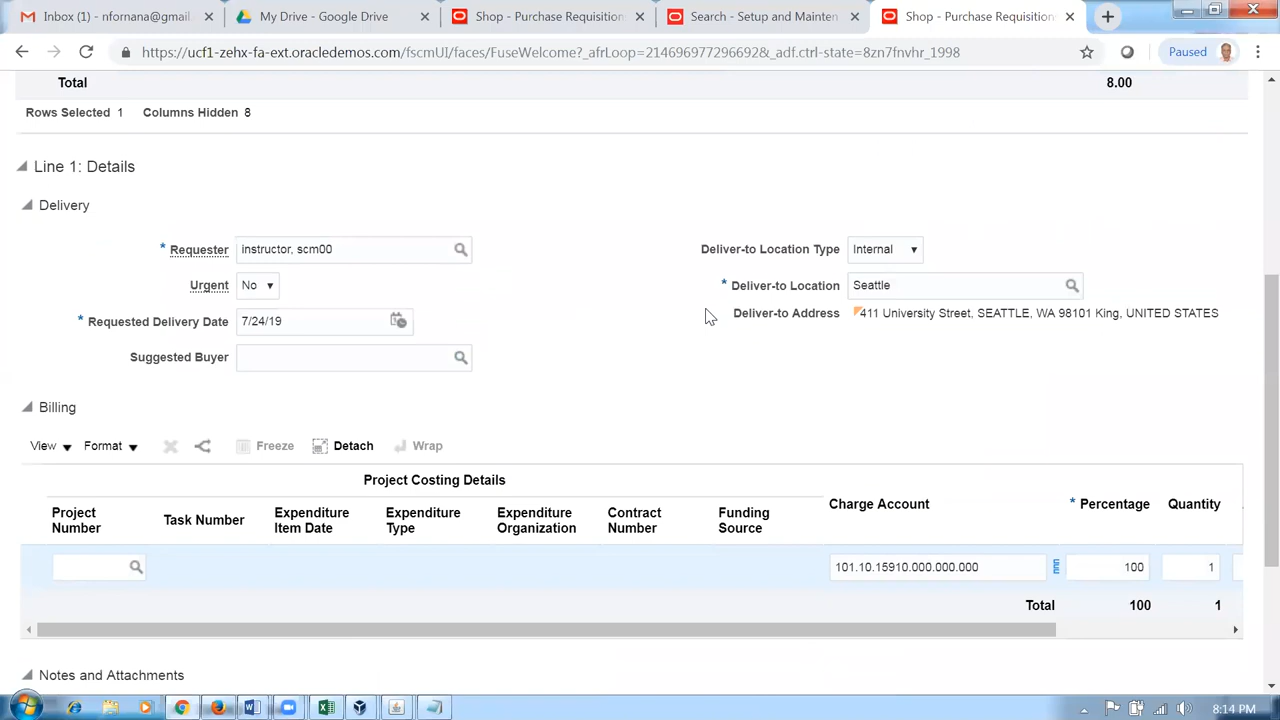 Inbox (1) - nfornana@gma
My Drive - Google Drive
Shop - Purchase Requisition
Search - Setup and Mainten
Shop - Purchase Requisitions
https://ucf1-zehx-fa-ext.oracledemos.com/fscmUI/faces/FuseWelcome?_afrLoop=214696977296692&_adf.ctrl-state=8zn7fnvhr_1998
Paused
Total 8.00
Rows Selected 1 Columns Hidden 8
Line 1: Details
Delivery
* Requester instructor, scm00
Deliver-to Location Type Internal
Urgent No
* Deliver-to Location Seattle
* Requested Delivery Date 7/24/19
Deliver-to Address 411 University Street, SEATTLE, WA 98101 King, UNITED STATES
Suggested Buyer
Billing
View Format Freeze Detach Wrap
Project Costing Details
Project Number
Task Number
Expenditure Item Date
Expenditure Type
Expenditure Organization
Contract Number
Funding Source
Charge Account
* Percentage
Quantity
101.10.15910.000.000.000 100 1
Total 100 1
Notes and Attachments
8:14 PM